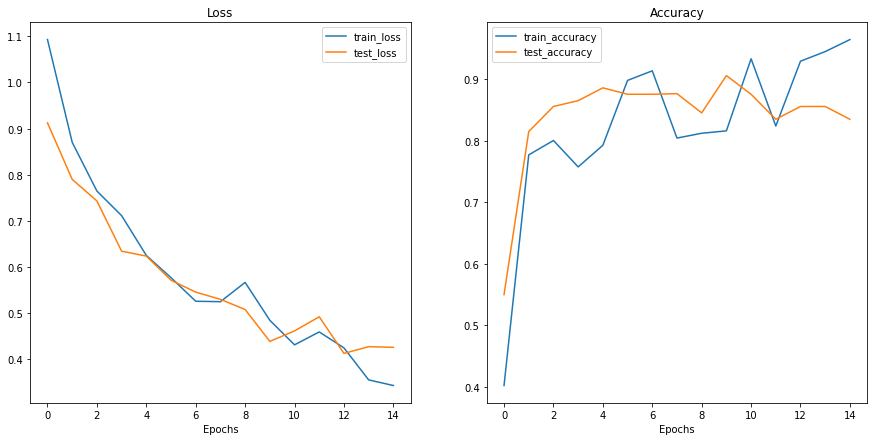 Loss
1.1
1.0
0.9
0.8
0.7
0.6
0.5
0.4
0 2 4 6 8 10 12 14
Epochs
train_loss
test_loss
Accuracy
0.9
0.8
0.7
0.6
0.5
0.4
0 2 4 6 8 10 12 14
Epochs
train_accuracy
test_accuracy